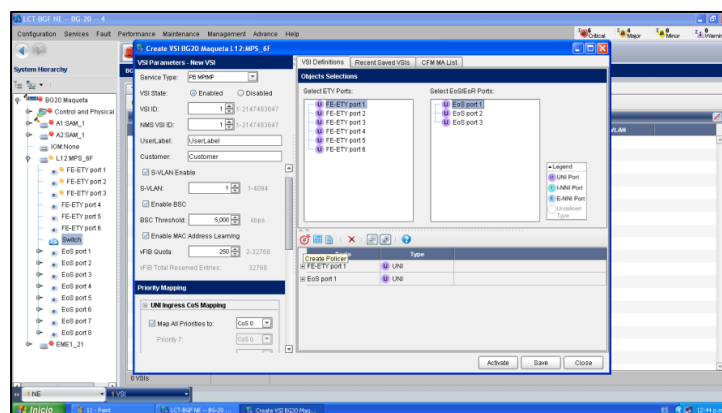 LCT-BGF NE -- BG-20 -- 4
Configuration Services Fault Performance Maintenance Management Advance Help
Critical Major Minor
System Hierarchy
BG20 Maqueta
Control and Physical
A1:SAM_1
A2:SAM_1
IOM:None
L12:MPS_6F
FE-ETY port 1
FE-ETY port 2
FE-ETY port 3
FE-ETY port 4
FE-ETY port 5
FE-ETY port 6
Switch
EoS port 1
EoS port 2
EoS port 3
EoS port 4
EoS port 5
EoS port 6
EoS port 7
EoS port 8
EME1_21
1 NE
Create VSI BG20 Maqueta L12:MPS_6F
VSI Parameters - New VSI
Service Type: PB MPtMP
VSI State: Enabled Disabled
VSI ID: 1 1-2147483647
NMS VSI ID: 1 1-2147483647
UserLabel: UserLabel
Customer: Customer
S-VLAN Enable
S-VLAN: 1 1-4094
Enable BSC
BSC Threshold: 5,000 kbps
Enable MAC Address Learning
vFIB Quota: 250 2-32768
vFIB Total Reserved Entries: 32768
Priority Mapping
UNI Ingress CoS Mapping
Map All Priorities to: CoS 0
Priority 7: CoS 0
VSI Definitions Recent Saved VSIs CFM MA List
Objects Selections
Select ETY Ports:
FE-ETY port 1
FE-ETY port 2
FE-ETY port 3
FE-ETY port 4
FE-ETY port 5
FE-ETY port 6
Select EoS/EoR Ports:
EoS port 1
EoS port 2
EoS port 3
Legend
U UNI Port
I I-NNI Port
E E-NNI Port
Undefined Type
Create Policer
Type
FE-ETY port 1 U UNI
EoS port 1 U UNI
Activate Save Close
VLAN
0 VSIs
Inicio 11 - Paint LCT-BGF NE -- BG-20 ... Create VSI BG20 Maq... ES 12:44 p.m.